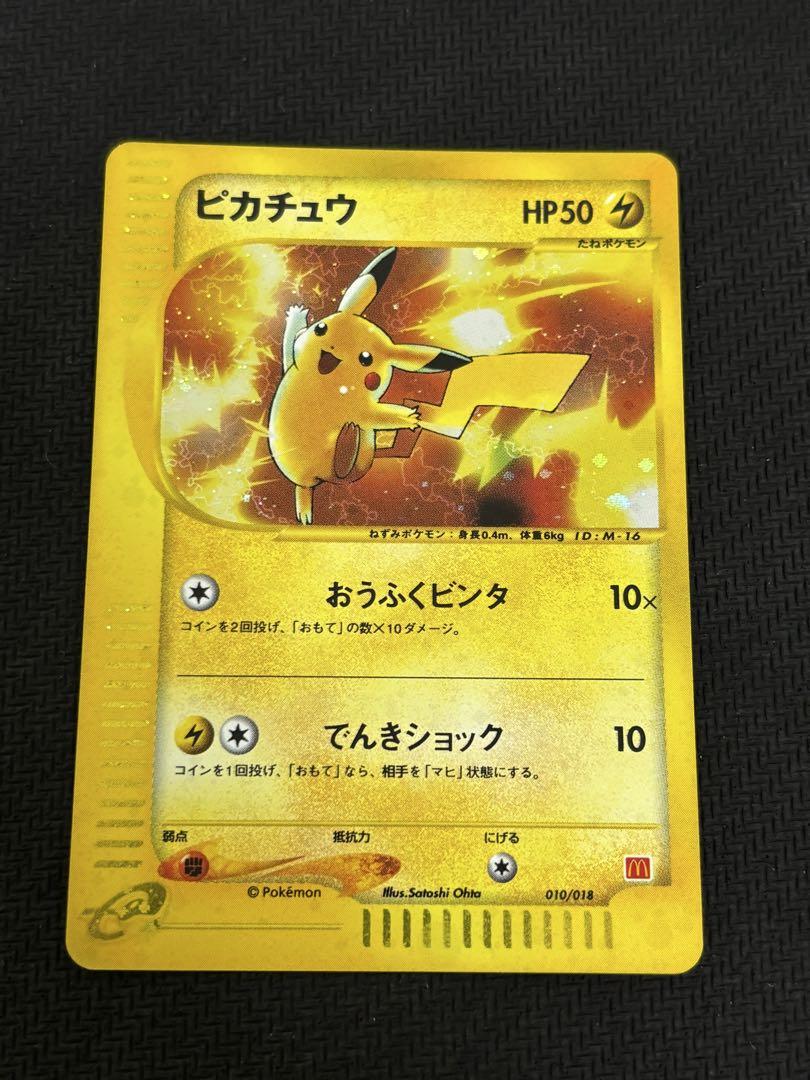 ピカチュウ HP50
たねポケモン
ねずみポケモン：身長0.4m、体重6kg ID:M-16
おうふくビンタ 10×
コインを2回投げ、「おもて」の数×10ダメージ。
でんきショック 10
コインを1回投げ、「おもて」なら、相手を「マヒ」状態にする。
弱点 抵抗力 にげる
© Pokémon Illus.Satoshi Ohta 010/018